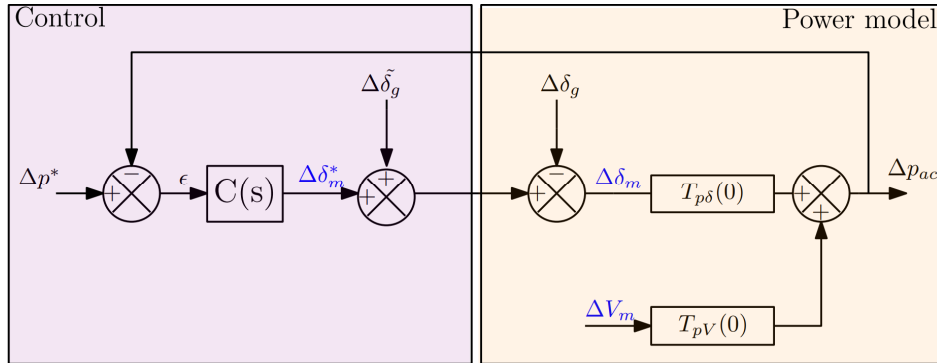 Control
Power model
Δδ̃_g
Δδ_g
−
−
Δp*
ϵ
Δδ*_m
+
Δδ_m
Δp_ac
+
C(s)
+
+
T_pδ(0)
+
+
ΔV_m
T_pV(0)